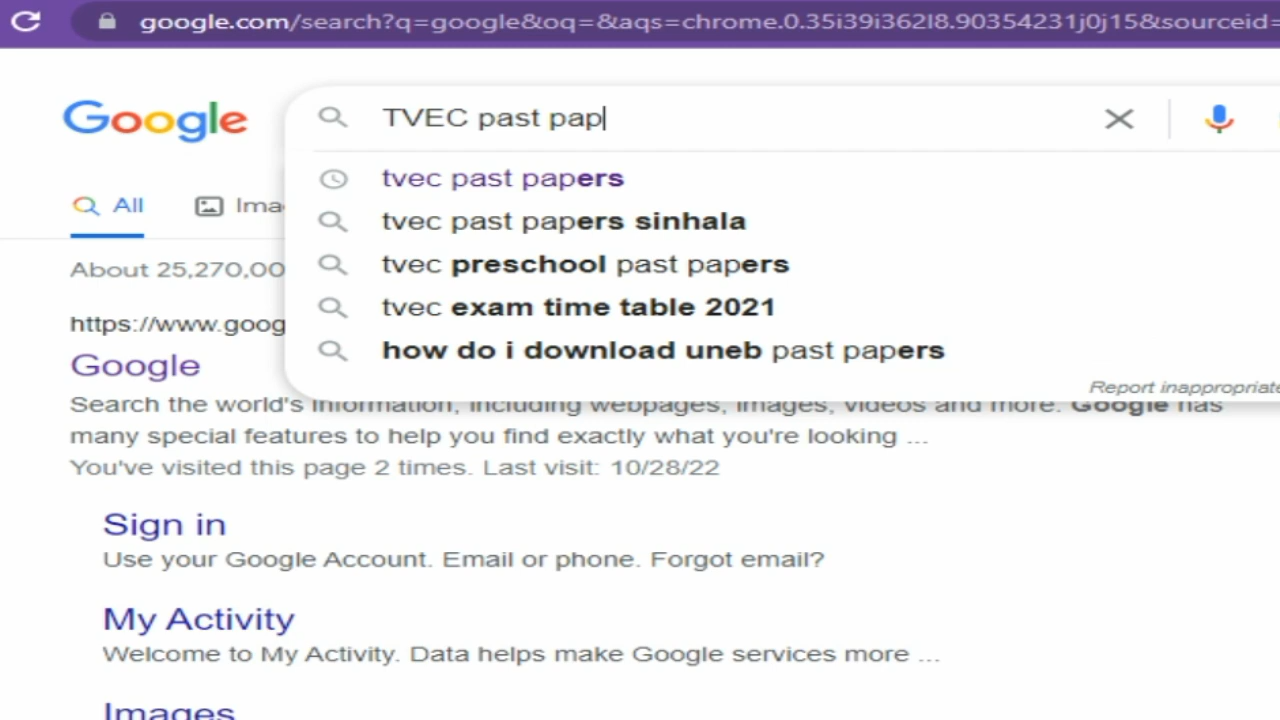 google.com/search?q=google&oq=&aqs=chrome.0.35i39i362l8.90354231j0j15&sourceid=
Google
TVEC past pap
tvec past papers
tvec past papers sinhala
tvec preschool past papers
tvec exam time table 2021
how do i download uneb past papers
Report inappropriate
All
Ima
About 25,270,00
https://www.goog
Google
Search the world's information, including webpages, images, videos and more. Google has
many special features to help you find exactly what you're looking ...
You've visited this page 2 times. Last visit: 10/28/22
Sign in
Use your Google Account. Email or phone. Forgot email?
My Activity
Welcome to My Activity. Data helps make Google services more ...
Images